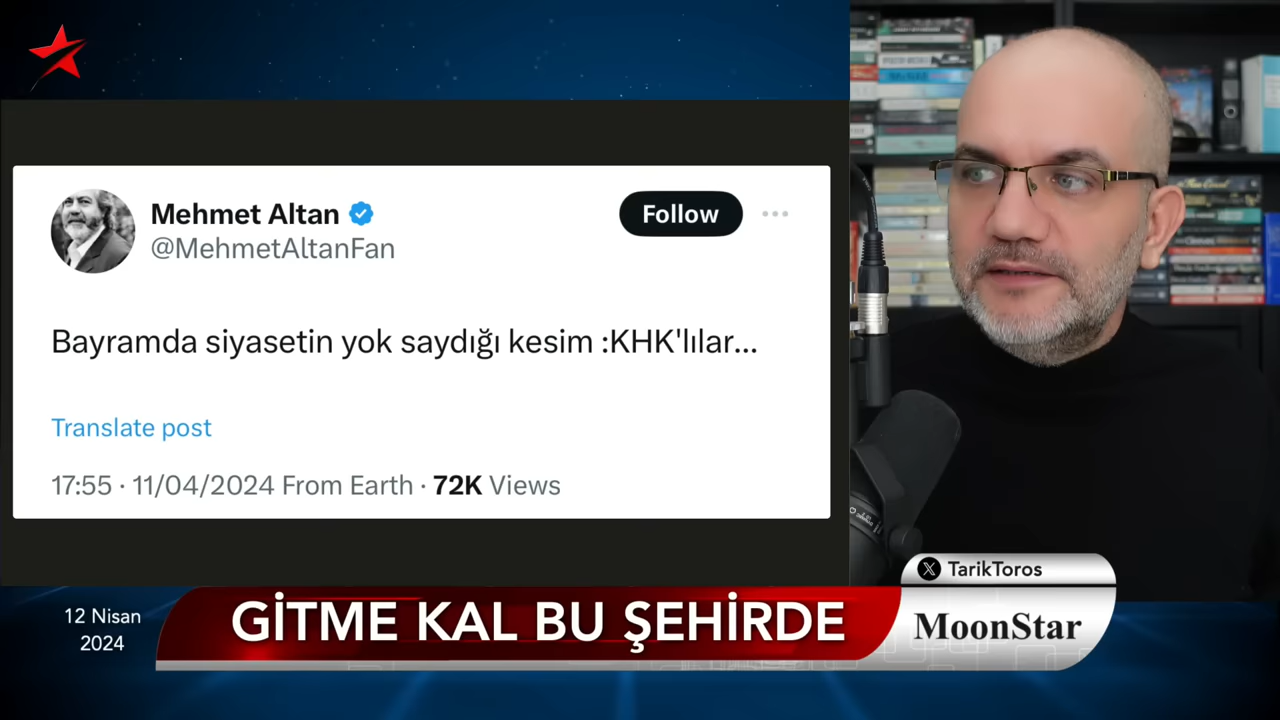 Mehmet Altan
@MehmetAltanFan
Follow
Bayramda siyasetin yok saydığı kesim :KHK'lılar...
Translate post
17:55 · 11/04/2024 From Earth · 72K Views
12 Nisan
2024
GİTME KAL BU ŞEHİRDE
X TarikToros
MoonStar